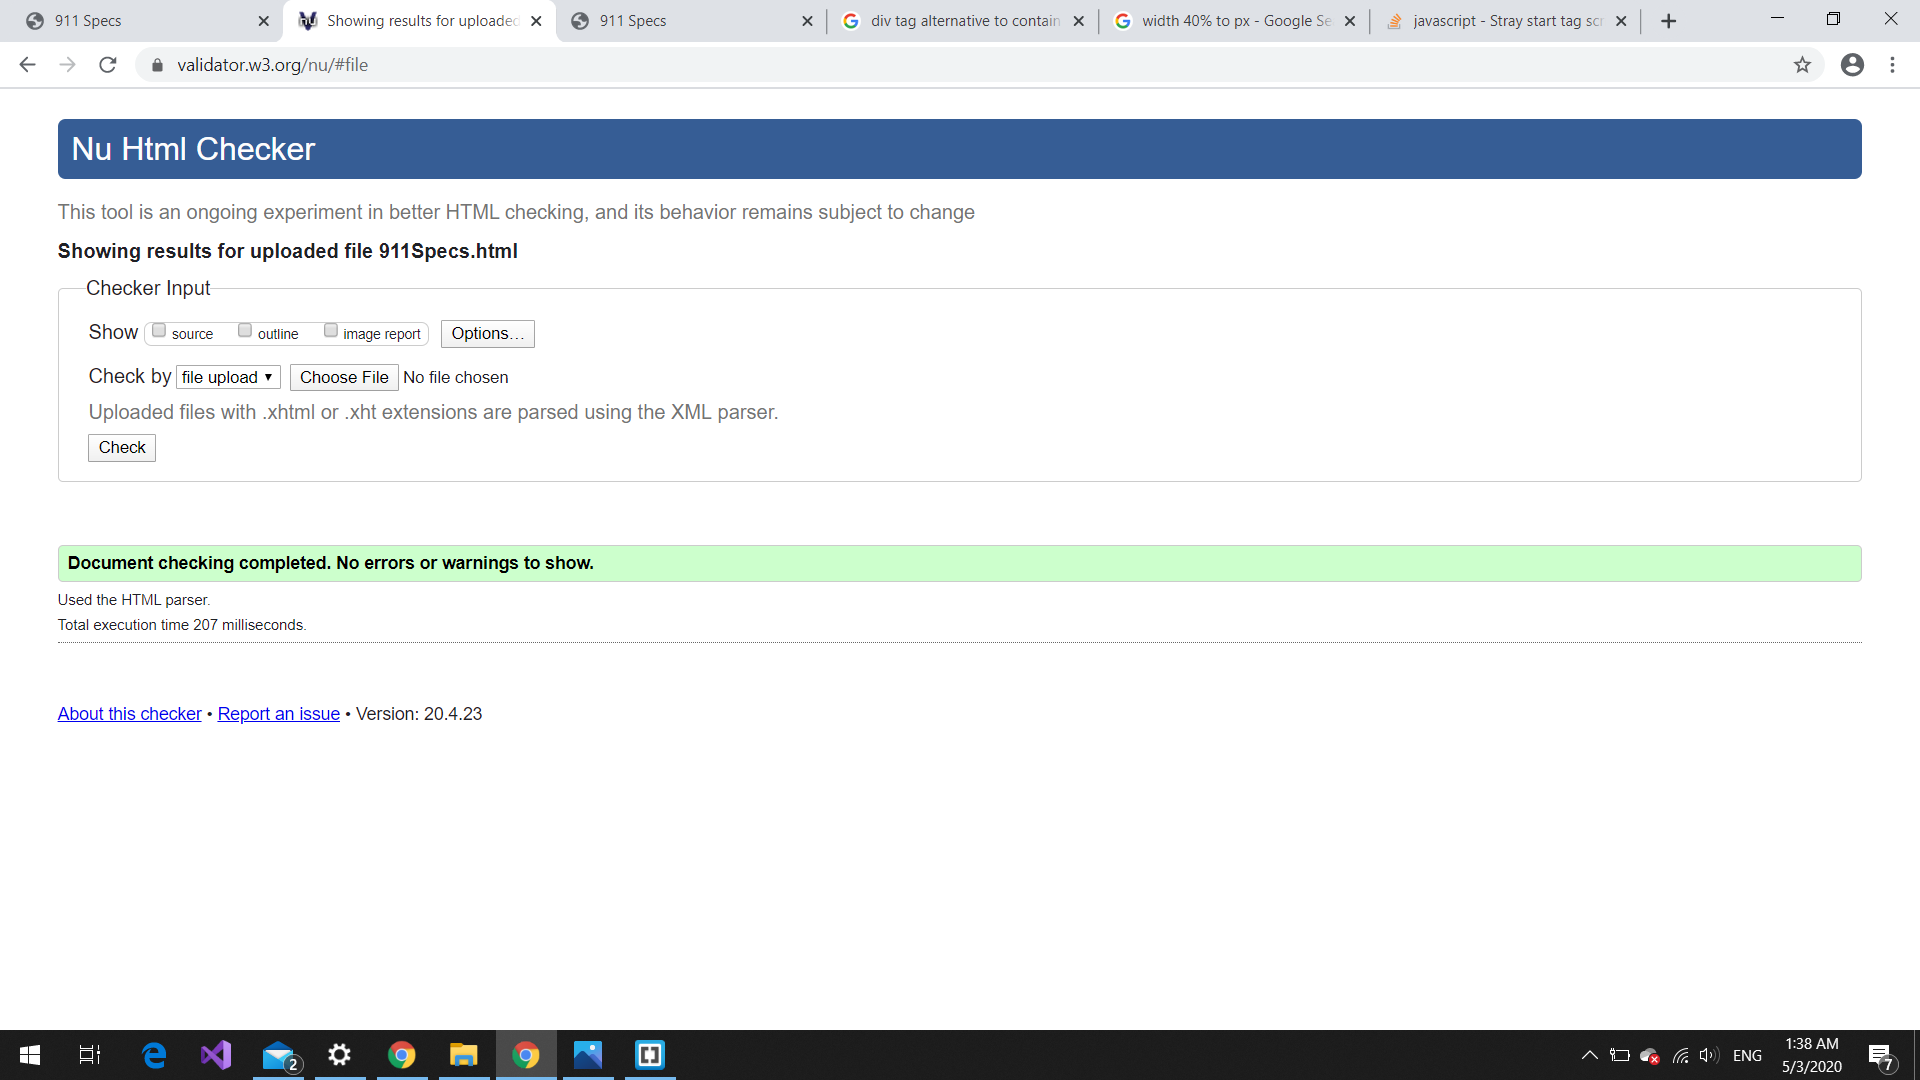 911 Specs
Showing results for uploaded
911 Specs
div tag alternative to contain
width 40% to px - Google Se
javascript - Stray start tag scr
validator.w3.org/nu/#file
Nu Html Checker
This tool is an ongoing experiment in better HTML checking, and its behavior remains subject to change
Showing results for uploaded file 911Specs.html
Checker Input
Show source outline image report Options…
Check by file upload Choose File No file chosen
Uploaded files with .xhtml or .xht extensions are parsed using the XML parser.
Check
Document checking completed. No errors or warnings to show.
Used the HTML parser.
Total execution time 207 milliseconds.
About this checker • Report an issue • Version: 20.4.23
2
ENG
1:38 AM
5/3/2020
7